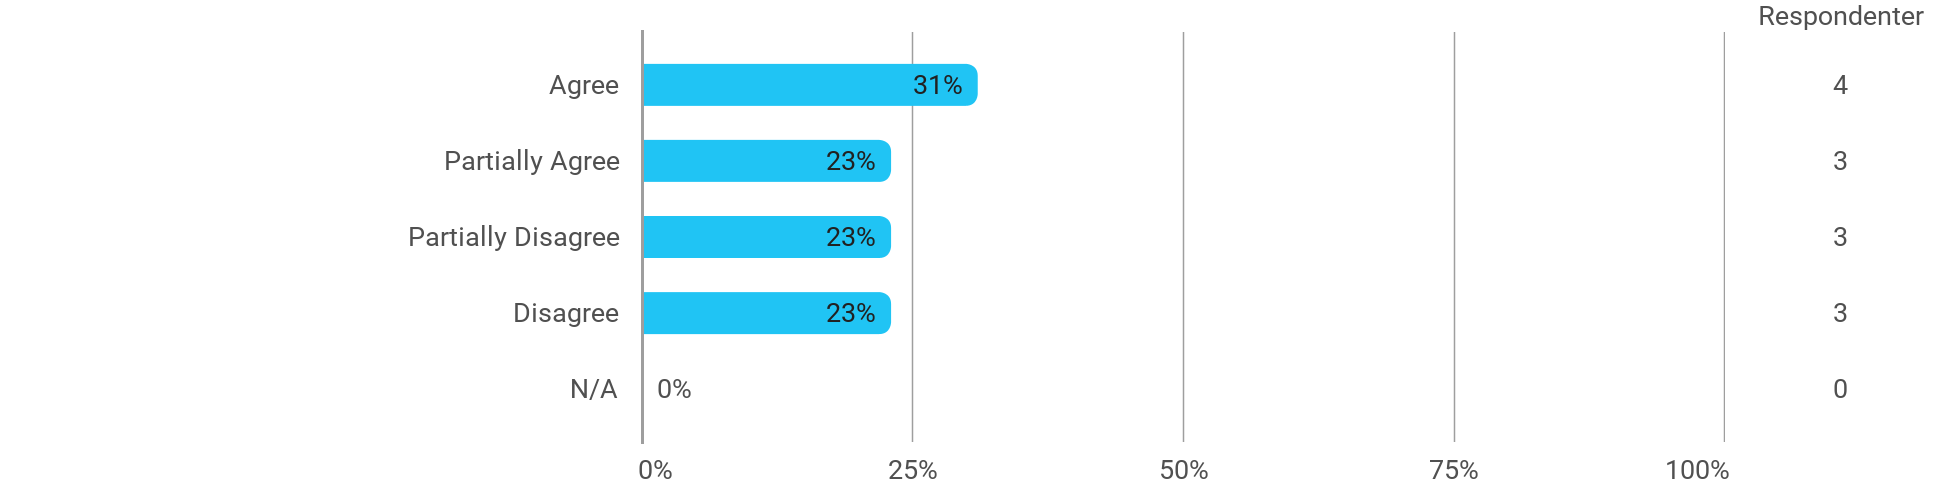 Respondenter
Agree 31% 4
Partially Agree 23% 3
Partially Disagree 23% 3
Disagree 23% 3
N/A 0% 0
0% 25% 50% 75% 100%